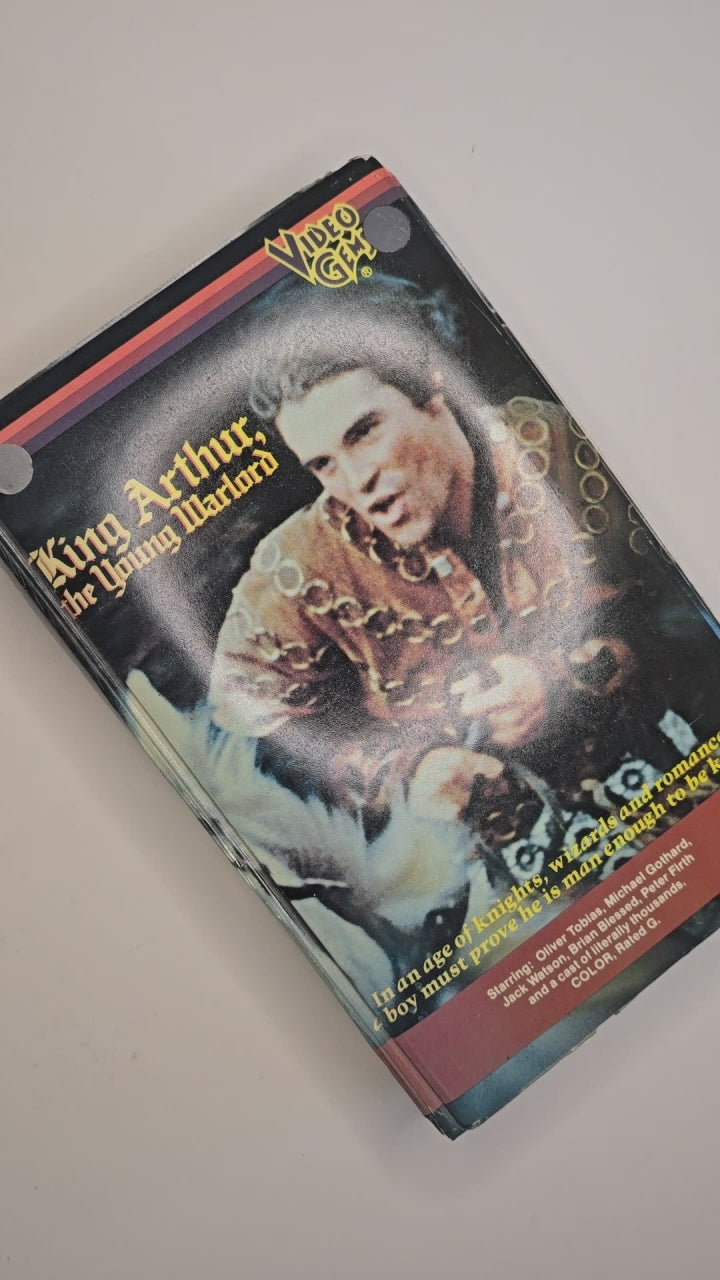 VIDEO
GEMS
®
King Arthur,
the Young Warlord
In an age of knights, wizards and romance
a boy must prove he is man enough to be k
Starring: Oliver Tobias, Michael Gothard,
Jack Watson, Brian Blessed, Peter Firth
and a cast of literally thousands.
COLOR, Rated G.